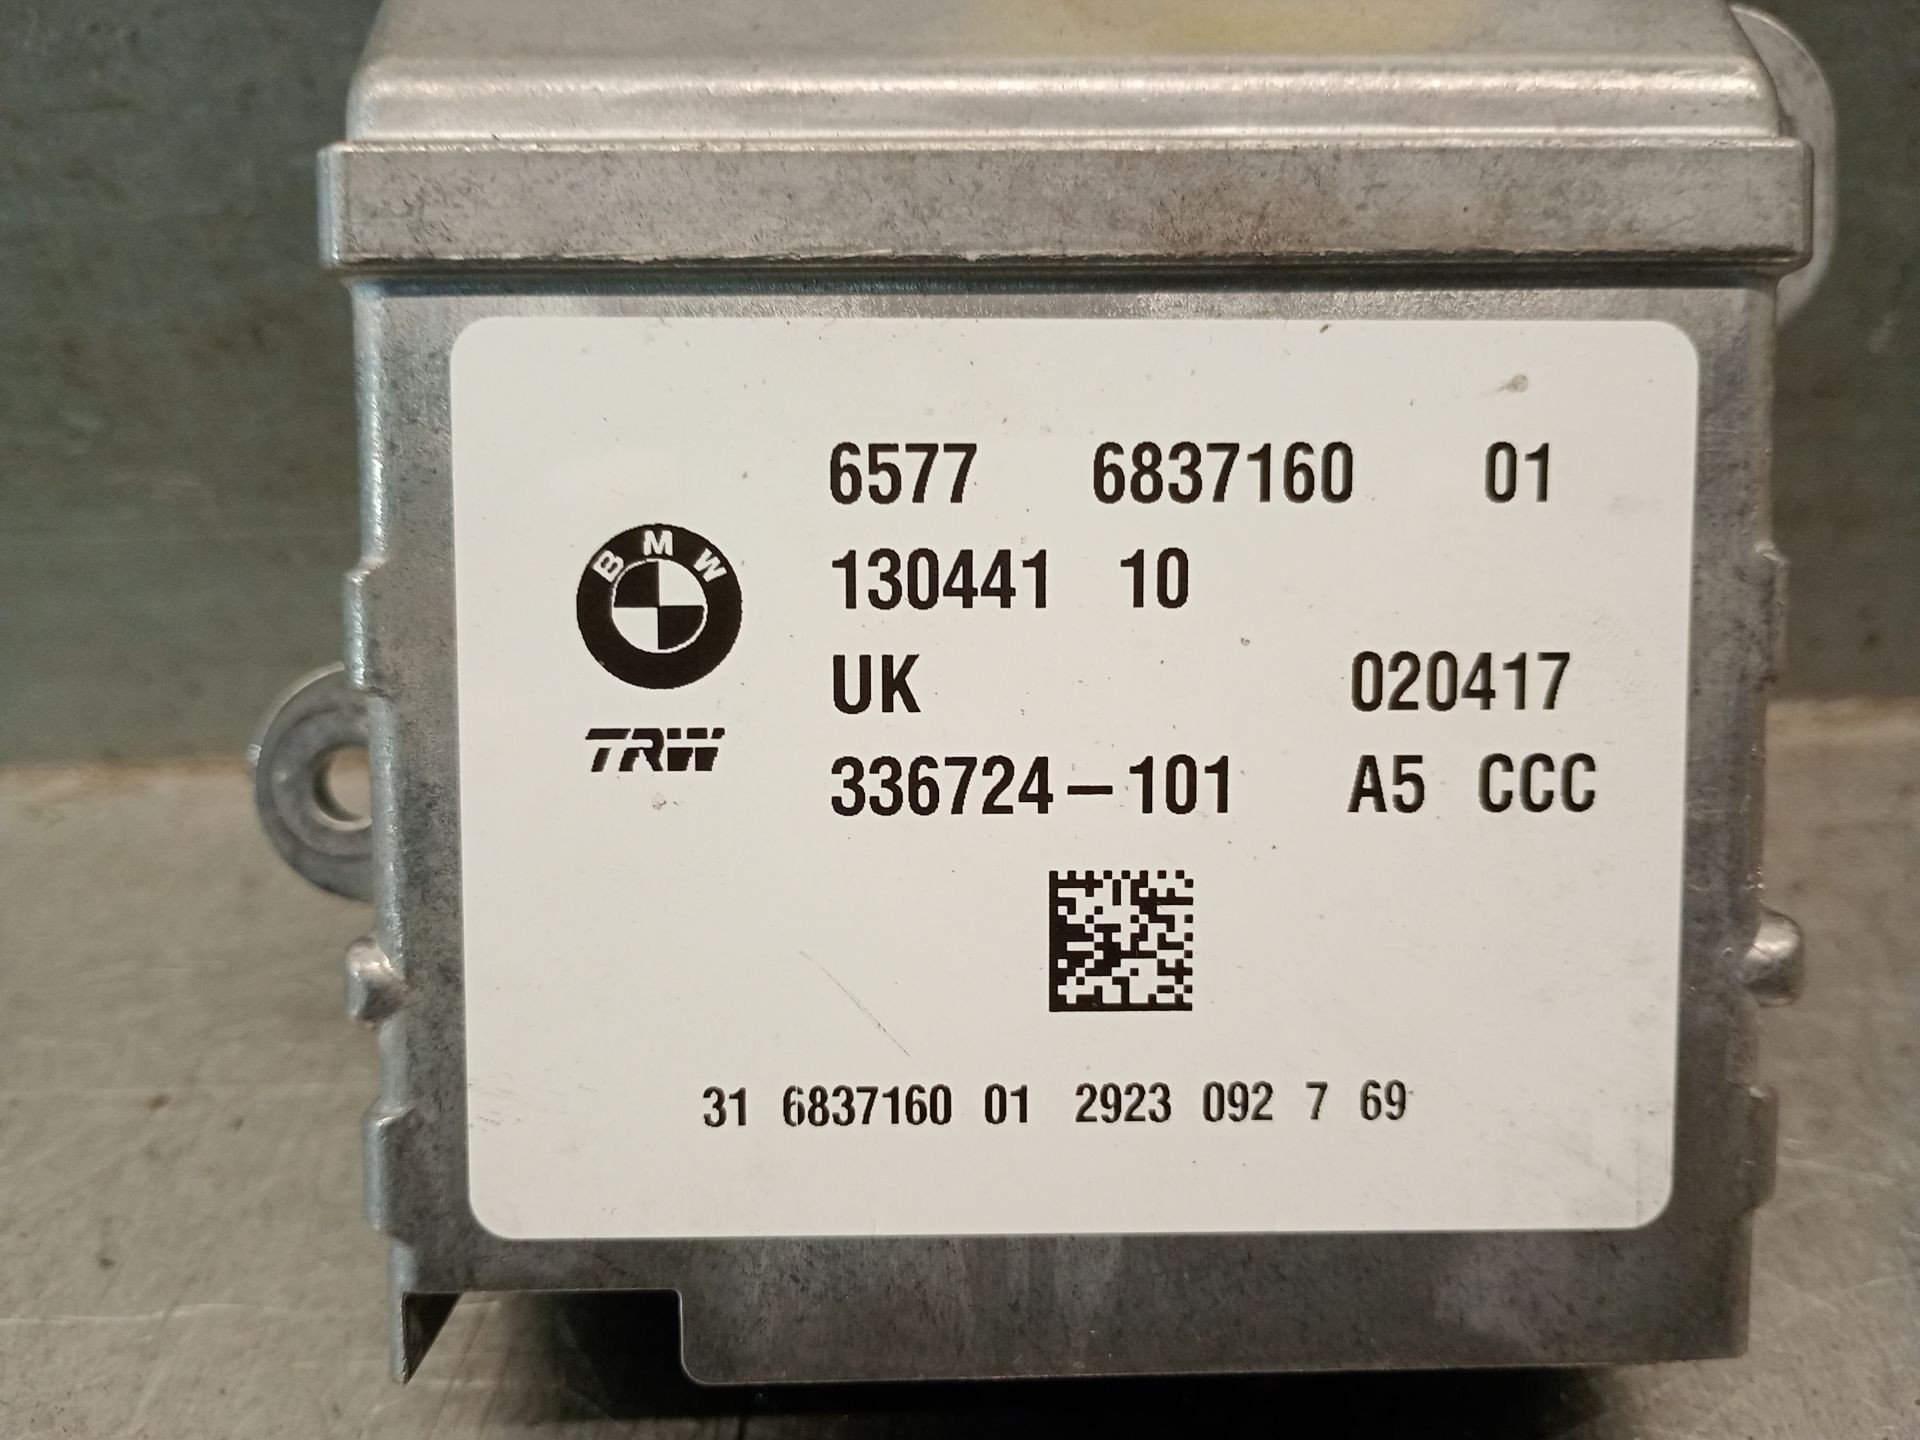 6577 6837160 01
BMW
130441 10
UK 020417
TRW
336724-101 A5 CCC
31 6837160 01 2923 092 7 69